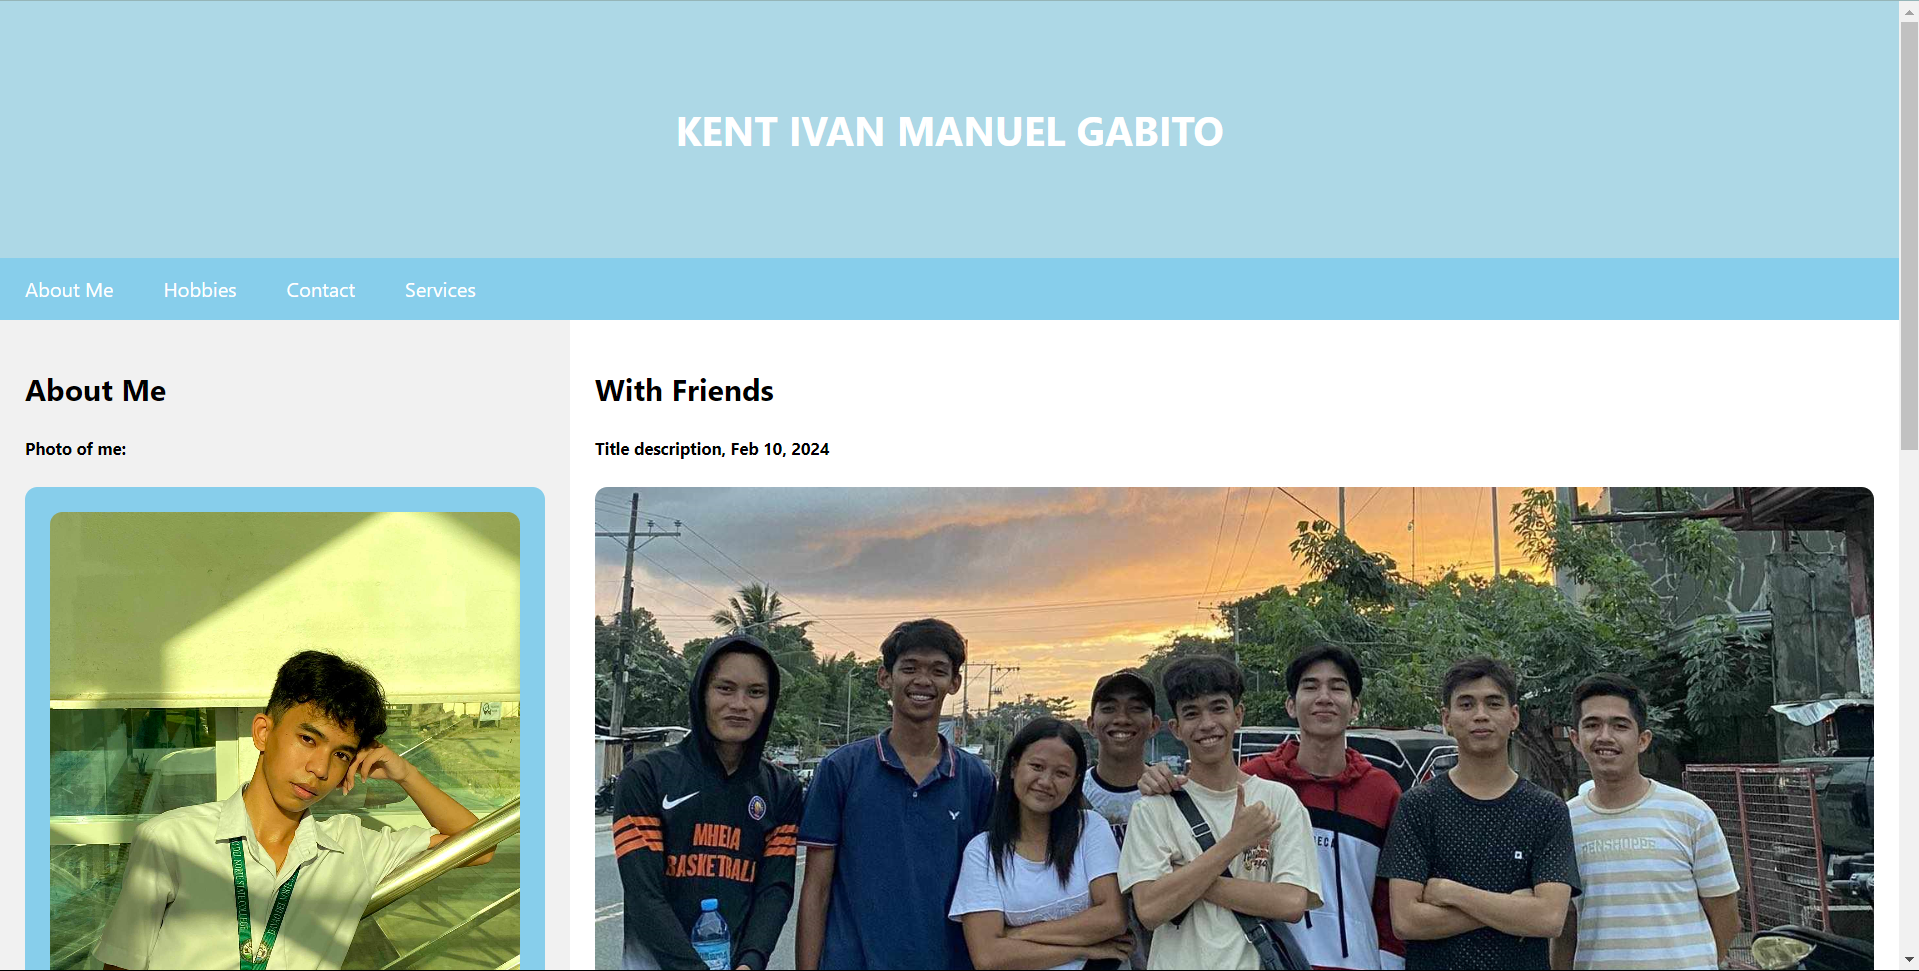 KENT IVAN MANUEL GABITO
About Me
Hobbies
Contact
Services
About Me
Photo of me:
With Friends
Title description, Feb 10, 2024
MHEIA
BASKETBALL
PENSHOPPE